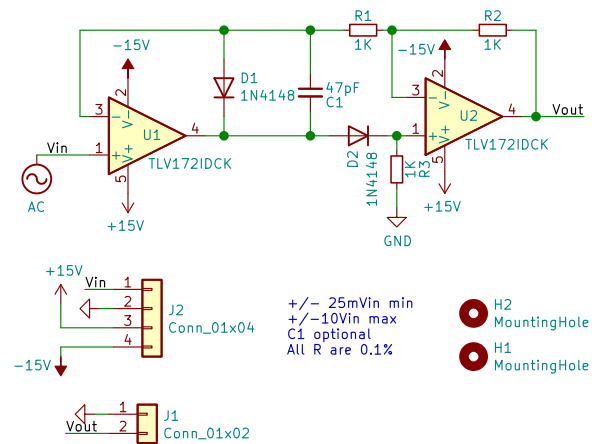 R1
1K
R2
1K
-15V
-15V
D1
1N4148
47pF
C1
2
3
V-
U1
4
1
V+
5
TLV172IDCK
Vin
AC
+15V
D2
1N4148
1K
R3
GND
2
3
V-
U2
4
Vout
1
V+
5
TLV172IDCK
+15V
+15V
Vin
1
2
3
4
J2
Conn_01x04
-15V
+/- 25mVin min
+/-10Vin max
C1 optional
All R are 0.1%
H2
MountingHole
H1
MountingHole
1
Vout
2
J1
Conn_01x02